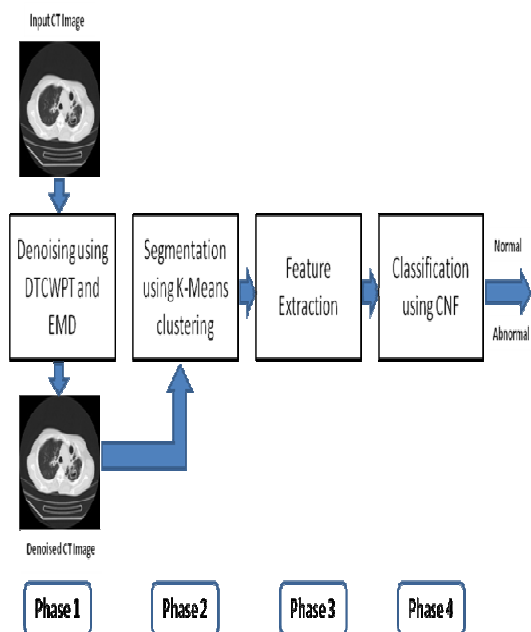 Input CT Image
Denoising using
DTCWPT and
EMD
Segmentation
using K-Means
clustering
Feature
Extraction
Classification
using CNF
Normal
Abnormal
Denoised CT Image
Phase 1
Phase 2
Phase 3
Phase 4